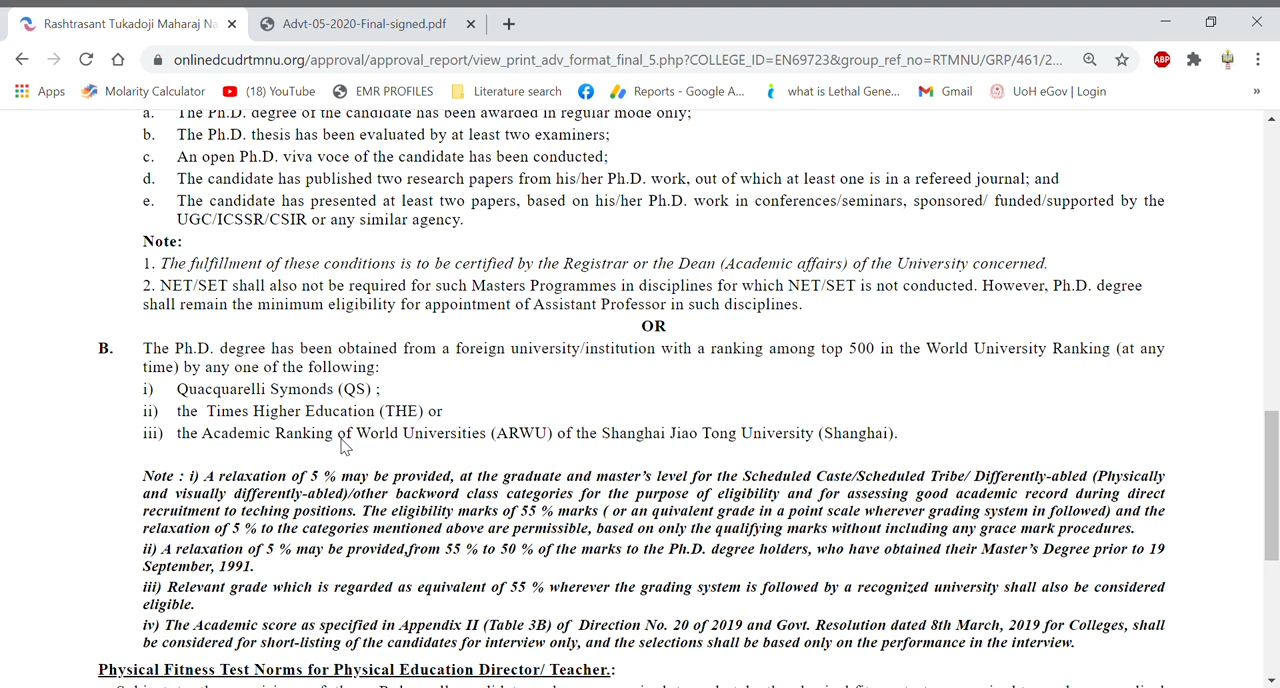 Rashtrasant Tukadoji Maharaj Na
Advt-05-2020-Final-signed.pdf
onlinedcudrtmnu.org/approval/approval_report/view_print_adv_format_final_5.php?COLLEGE_ID=EN69723&group_ref_no=RTMNU/GRP/461/2...
ABP
Apps
Molarity Calculator
(18) YouTube
EMR PROFILES
Literature search
Reports - Google A...
what is Lethal Gene...
Gmail
UoH eGov | Login
»
a. The Ph.D. degree of the candidate has been awarded in regular mode only;
b. The Ph.D. thesis has been evaluated by at least two examiners;
c. An open Ph.D. viva voce of the candidate has been conducted;
d. The candidate has published two research papers from his/her Ph.D. work, out of which at least one is in a refereed journal; and
e. The candidate has presented at least two papers, based on his/her Ph.D. work in conferences/seminars, sponsored/ funded/supported by the
UGC/ICSSR/CSIR or any similar agency.
Note:
1. The fulfillment of these conditions is to be certified by the Registrar or the Dean (Academic affairs) of the University concerned.
2. NET/SET shall also not be required for such Masters Programmes in disciplines for which NET/SET is not conducted. However, Ph.D. degree
shall remain the minimum eligibility for appointment of Assistant Professor in such disciplines.
OR
B. The Ph.D. degree has been obtained from a foreign university/institution with a ranking among top 500 in the World University Ranking (at any
time) by any one of the following:
i) Quacquarelli Symonds (QS) ;
ii) the Times Higher Education (THE) or
iii) the Academic Ranking of World Universities (ARWU) of the Shanghai Jiao Tong University (Shanghai).
Note : i) A relaxation of 5 % may be provided, at the graduate and master's level for the Scheduled Caste/Scheduled Tribe/ Differently-abled (Physically
and visually differently-abled)/other backword class categories for the purpose of eligibility and for assessing good academic record during direct
recruitment to teching positions. The eligibility marks of 55 % marks ( or an quivalent grade in a point scale wherever grading system in followed) and the
relaxation of 5 % to the categories mentioned above are permissible, based on only the qualifying marks without including any grace mark procedures.
ii) A relaxation of 5 % may be provided,from 55 % to 50 % of the marks to the Ph.D. degree holders, who have obtained their Master's Degree prior to 19
September, 1991.
iii) Relevant grade which is regarded as equivalent of 55 % wherever the grading system is followed by a recognized university shall also be considered
eligible.
iv) The Academic score as specified in Appendix II (Table 3B) of Direction No. 20 of 2019 and Govt. Resolution dated 8th March, 2019 for Colleges, shall
be considered for short-listing of the candidates for interview only, and the selections shall be based only on the performance in the interview.
Physical Fitness Test Norms for Physical Education Director/ Teacher.: